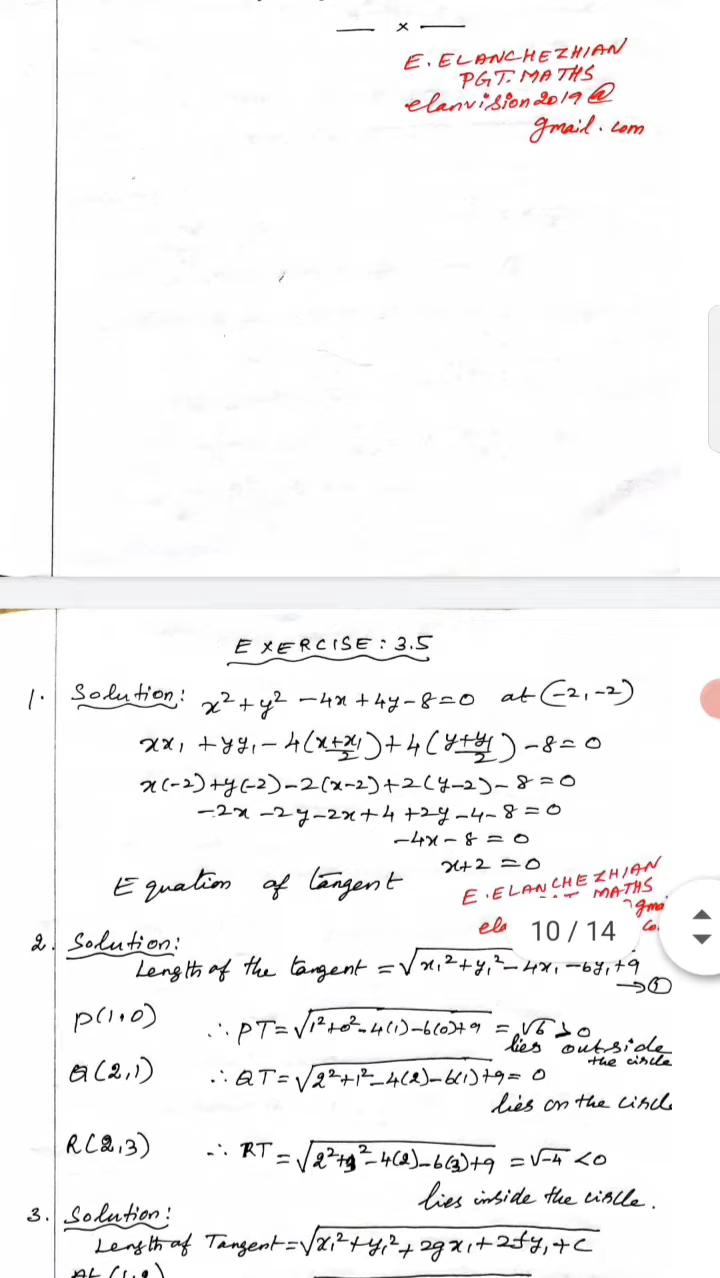 — x —
E. ELANCHEZHIAN
PGT. MATHS
elanvision2019@
gmail.com
EXERCISE: 3.5
1. Solution: x² + y² - 4x + 4y - 8 = 0 at (-2, -2)
xx₁ + yy₁ - 4((x+x₁)/2) + 4((y+y₁)/2) - 8 = 0
x(-2) + y(-2) - 2(x-2) + 2(y-2) - 8 = 0
-2x - 2y - 2x + 4 + 2y - 4 - 8 = 0
-4x - 8 = 0
x + 2 = 0
Equation of tangent
E. ELANCHEZHIAN
MATHS
ela gma
co
10 / 14
2. Solution:
Length of the tangent = √(x₁² + y₁² - 4x₁ - 6y₁ + 9) →①
P(1,0) ∴ PT = √(1² + 0² - 4(1) - 6(0) + 9) = √6 > 0
lies outside
the circle
Q(2,1) ∴ QT = √(2² + 1² - 4(2) - 6(1) + 9) = 0
lies on the circle
R(2,3) ∴ RT = √(2² + 3² - 4(2) - 6(3) + 9) = √-4 < 0
lies inside the circle.
3. Solution:
Length of Tangent = √(x₁² + y₁² + 2gx₁ + 2fy₁ + c)